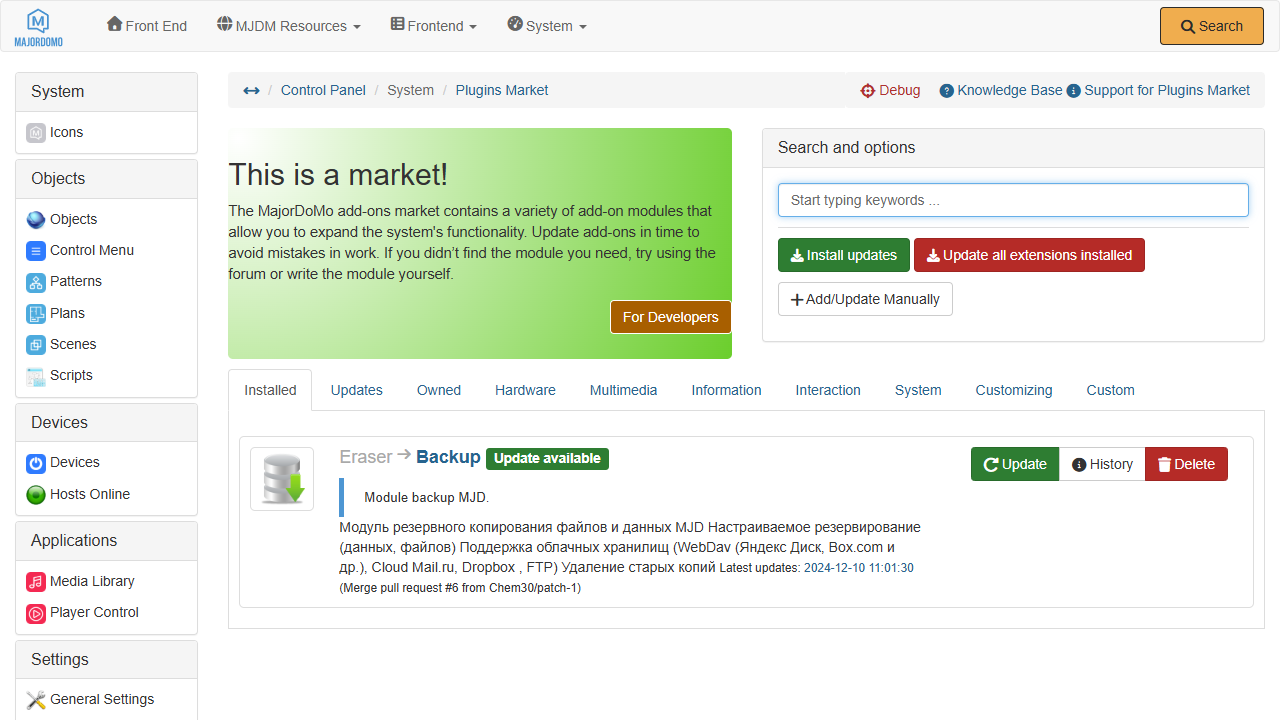 MAJORDOMO
Front End
MJDM Resources
Frontend
System
Search
System
Icons
Objects
Objects
Control Menu
Patterns
Plans
Scenes
Scripts
Devices
Devices
Hosts Online
Applications
Media Library
Player Control
Settings
General Settings
/ Control Panel / System / Plugins Market
Debug
Knowledge Base
Support for Plugins Market
This is a market!
The MajorDoMo add-ons market contains a variety of add-on modules that
allow you to expand the system's functionality. Update add-ons in time to
avoid mistakes in work. If you didn't find the module you need, try using the
forum or write the module yourself.
For Developers
Search and options
Start typing keywords ...
Install updates
Update all extensions installed
Add/Update Manually
Installed
Updates
Owned
Hardware
Multimedia
Information
Interaction
System
Customizing
Custom
Eraser → Backup Update available
Module backup MJD.
Модуль резервного копирования файлов и данных MJD Настраиваемое резервирование
(данных, файлов) Поддержка облачных хранилищ (WebDav (Яндекс Диск, Box.com и
др.), Cloud Mail.ru, Dropbox , FTP) Удаление старых копий Latest updates: 2024-12-10 11:01:30
(Merge pull request #6 from Chem30/patch-1)
Update
History
Delete